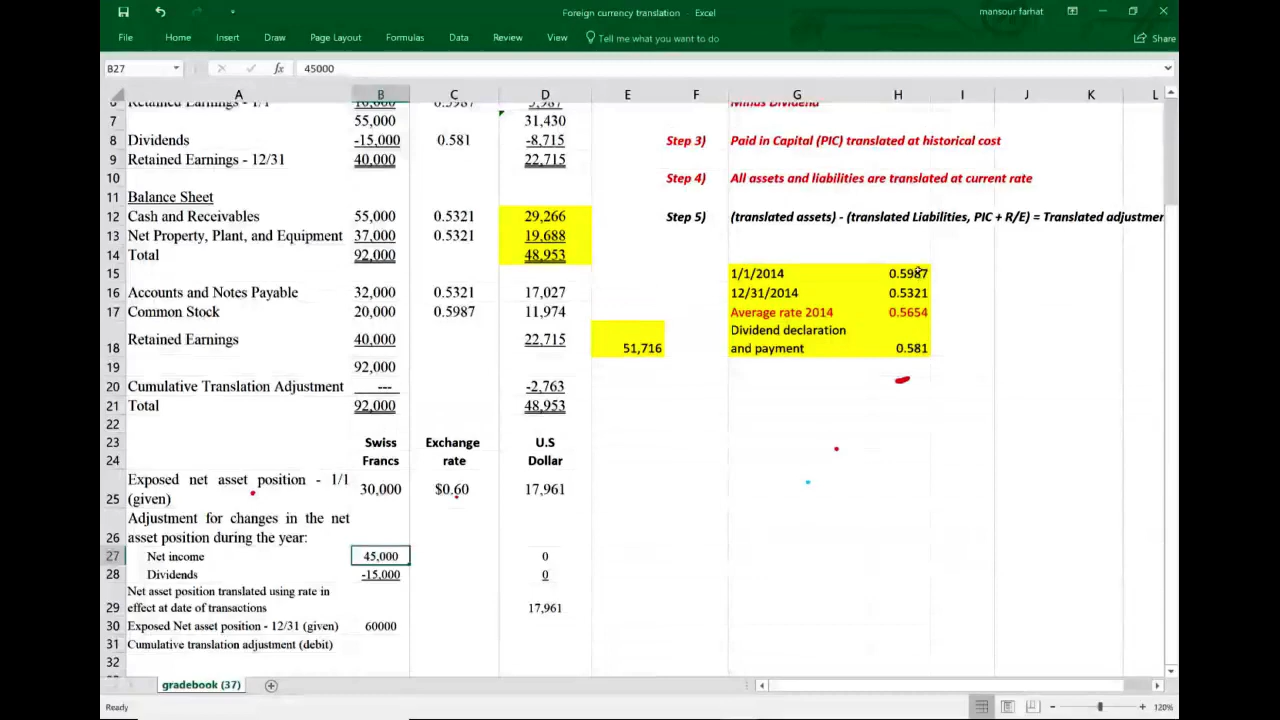 Foreign currency translation - Excel
mansour farhat
File Home Insert Draw Page Layout Formulas Data Review View Tell me what you want to do Share
B27 fx 45000
A B C D E F G H I J K L
Minus Dividend
7 55,000 31,430
8 Dividends -15,000 0.581 -8,715 Step 3) Paid in Capital (PIC) translated at historical cost
9 Retained Earnings - 12/31 40,000 22,715
10 Step 4) All assets and liabilities are translated at current rate
11 Balance Sheet
12 Cash and Receivables 55,000 0.5321 29,266 Step 5) (translated assets) - (translated Liabilities, PIC + R/E) = Translated adjustmer
13 Net Property, Plant, and Equipment 37,000 0.5321 19,688
14 Total 92,000 48,953
15 1/1/2014 0.5987
16 Accounts and Notes Payable 32,000 0.5321 17,027 12/31/2014 0.5321
17 Common Stock 20,000 0.5987 11,974 Average rate 2014 0.5654
Dividend declaration
18 Retained Earnings 40,000 22,715 51,716 and payment 0.581
19 92,000
20 Cumulative Translation Adjustment --- -2,763
21 Total 92,000 48,953
22
23 Swiss Exchange U.S
24 Francs rate Dollar
Exposed net asset position - 1/1
25 (given) 30,000 $0.60 17,961
Adjustment for changes in the net
26 asset position during the year:
27 Net income 45,000 0
28 Dividends -15,000 0
Net asset position translated using rate in
29 effect at date of transactions 17,961
30 Exposed Net asset position - 12/31 (given) 60000
31 Cumulative translation adjustment (debit)
32
gradebook (37)
Ready 120%